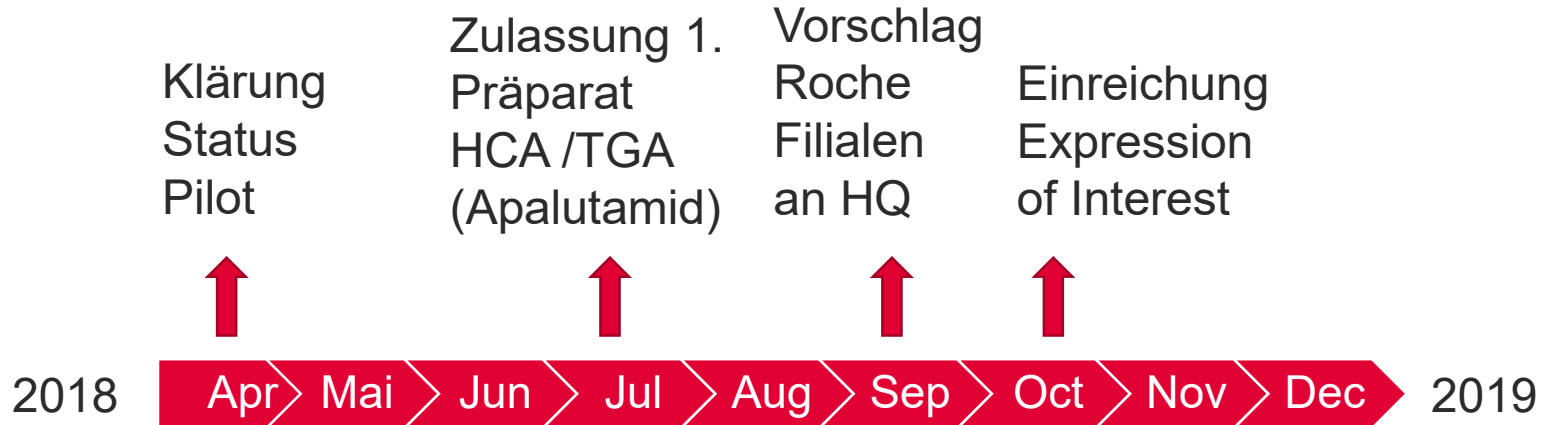 Klärung
Status
Pilot
Zulassung 1.
Präparat
HCA /TGA
(Apalutamid)
Vorschlag
Roche
Filialen
an HQ
Einreichung
Expression
of Interest
2018 Apr Mai Jun Jul Aug Sep Oct Nov Dec 2019